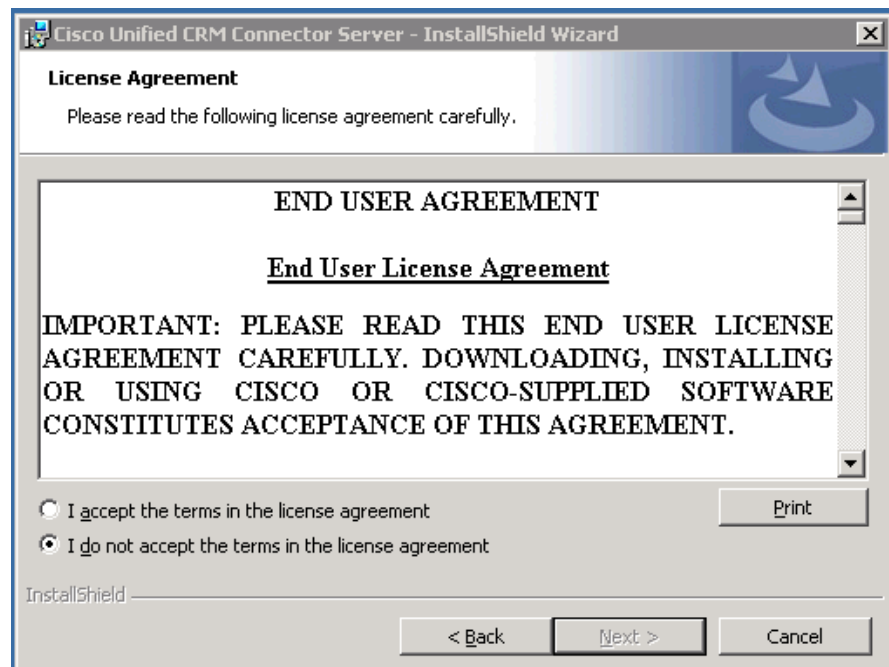 Cisco Unified CRM Connector Server - InstallShield Wizard
License Agreement
Please read the following license agreement carefully.
END USER AGREEMENT
End User License Agreement
IMPORTANT: PLEASE READ THIS END USER LICENSE
AGREEMENT CAREFULLY. DOWNLOADING, INSTALLING
OR USING CISCO OR CISCO-SUPPLIED SOFTWARE
CONSTITUTES ACCEPTANCE OF THIS AGREEMENT.
I accept the terms in the license agreement
Print
I do not accept the terms in the license agreement
InstallShield
< Back
Next >
Cancel